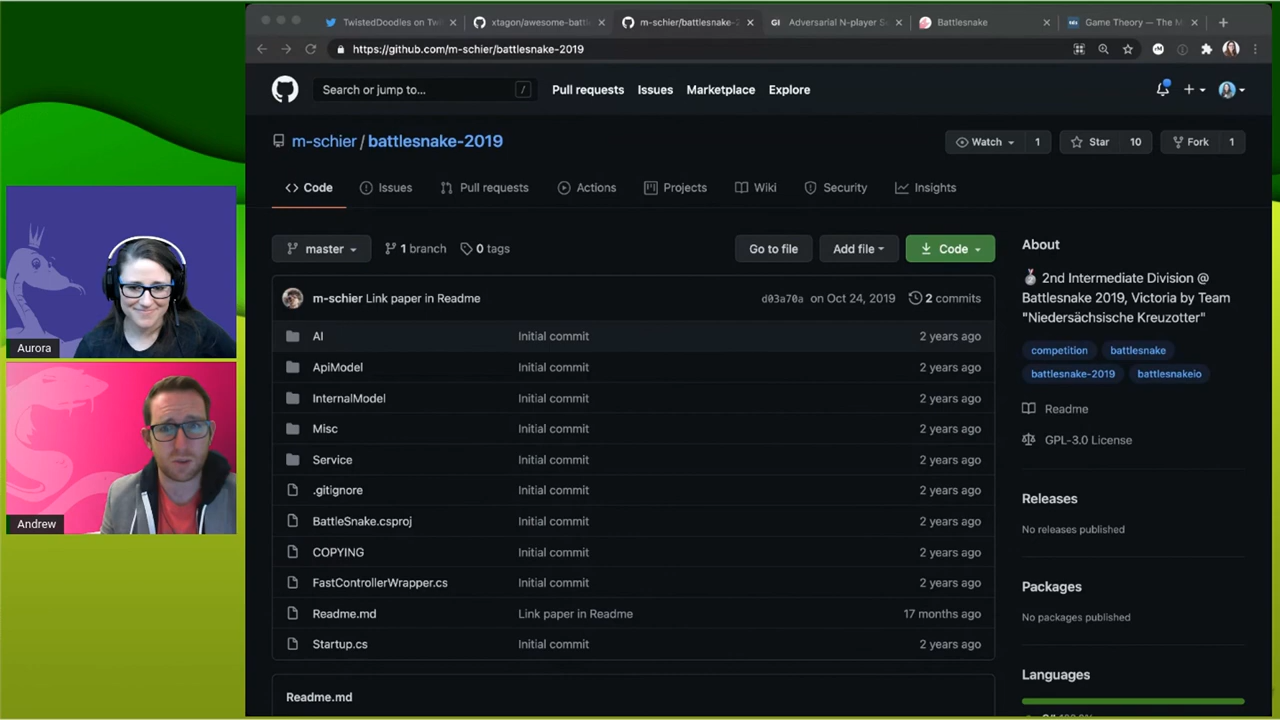 TwistedDoodles on Tw
xtagon/awesome-battl
m-schier/battlesnake-2
GI Adversarial N-player S
Battlesnake
Game Theory — The M
https://github.com/m-schier/battlesnake-2019
Search or jump to... /
Pull requests Issues Marketplace Explore
m-schier / battlesnake-2019
Watch 1 Star 10 Fork 1
Code Issues Pull requests Actions Projects Wiki Security Insights
master 1 branch 0 tags Go to file Add file Code
m-schier Link paper in Readme d03a70a on Oct 24, 2019 2 commits
AI Initial commit 2 years ago
ApiModel Initial commit 2 years ago
InternalModel Initial commit 2 years ago
Misc Initial commit 2 years ago
Service Initial commit 2 years ago
.gitignore Initial commit 2 years ago
BattleSnake.csproj Initial commit 2 years ago
COPYING Initial commit 2 years ago
FastControllerWrapper.cs Initial commit 2 years ago
Readme.md Link paper in Readme 17 months ago
Startup.cs Initial commit 2 years ago
Readme.md
About
2nd Intermediate Division @
Battlesnake 2019, Victoria by Team
"Niedersächsische Kreuzotter"
competition battlesnake
battlesnake-2019 battlesnakeio
Readme
GPL-3.0 License
Releases
No releases published
Packages
No packages published
Languages
Aurora
Andrew